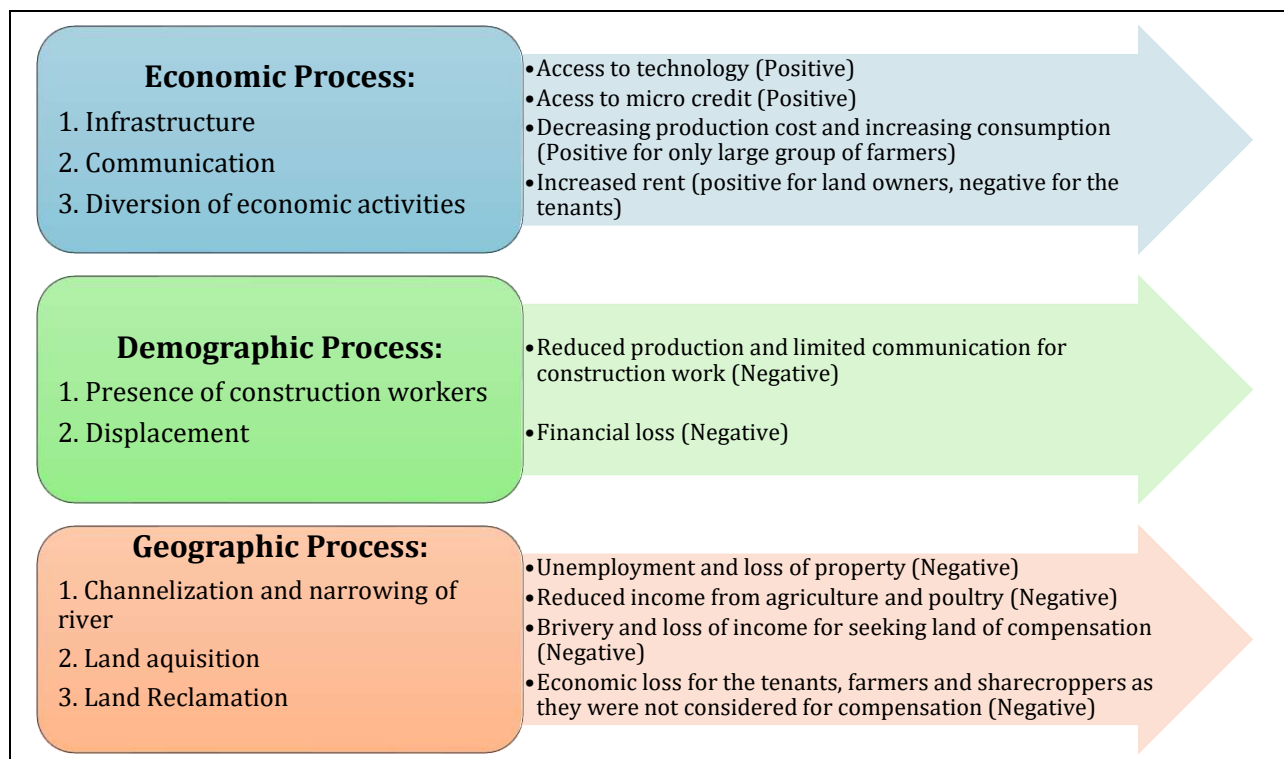 Economic Process:
1. Infrastructure
2. Communication
3. Diversion of economic activities
•Access to technology (Positive)
•Acess to micro credit (Positive)
•Decreasing production cost and increasing consumption
(Positive for only large group of farmers)
•Increased rent (positive for land owners, negative for the
tenants)
Demographic Process:
1. Presence of construction workers
2. Displacement
•Reduced production and limited communication for
construction work (Negative)
•Financial loss (Negative)
Geographic Process:
1. Channelization and narrowing of
river
2. Land aquisition
3. Land Reclamation
•Unemployment and loss of property (Negative)
•Reduced income from agriculture and poultry (Negative)
•Brivery and loss of income for seeking land of compensation
(Negative)
•Economic loss for the tenants, farmers and sharecroppers as
they were not considered for compensation (Negative)